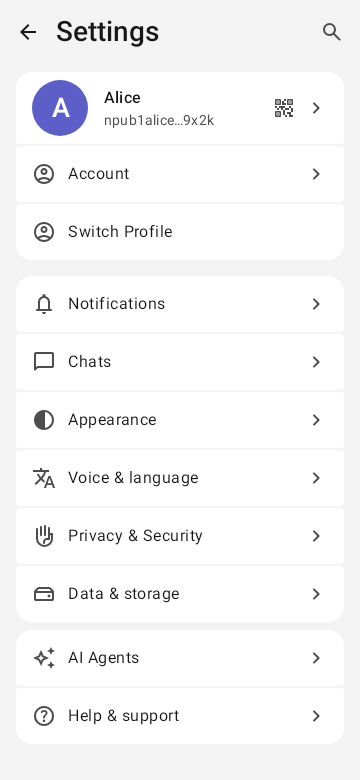 Settings
A
Alice
npub1alice…9x2k
Account
Switch Profile
Notifications
Chats
Appearance
Voice & language
Privacy & Security
Data & storage
AI Agents
Help & support